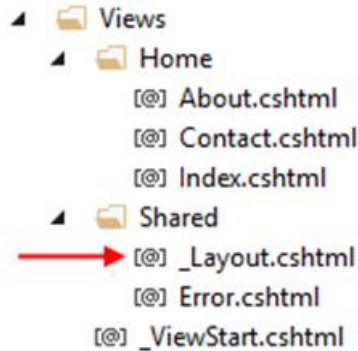 Views
Home
[@] About.cshtml
[@] Contact.cshtml
[@] Index.cshtml
Shared
[@] _Layout.cshtml
[@] Error.cshtml
[@] _ViewStart.cshtml